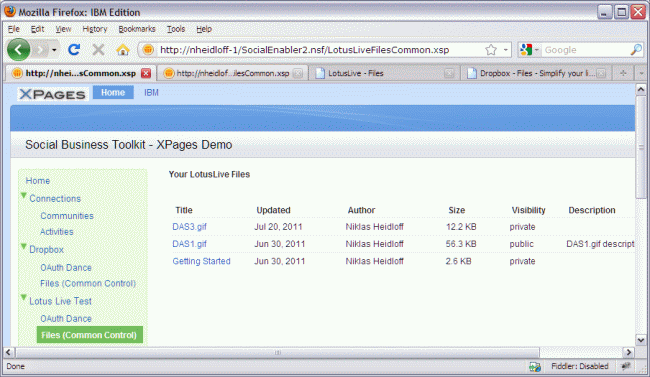 Mozilla Firefox: IBM Edition
File Edit View History Bookmarks Tools Help
http://nheidloff-1/SocialEnabler2.nsf/LotusLiveFilesCommon.xsp Google
http://nhei...sCommon.xsp http://nheidlof...lesCommon.xsp LotusLive - Files Dropbox - Files - Simplify your li...
XPAGES Home IBM
Social Business Toolkit - XPages Demo
Home
Connections
Communities
Activities
Dropbox
OAuth Dance
Files (Common Control)
Lotus Live Test
OAuth Dance
Files (Common Control)
Your LotusLive Files
Title Updated Author Size Visibility Description
DAS3.gif Jul 20, 2011 Niklas Heidloff 12.2 KB private
DAS1.gif Jun 30, 2011 Niklas Heidloff 56.3 KB public DAS1.gif descript
Getting Started Jun 30, 2011 Niklas Heidloff 2.6 KB private
Done Fiddler: Disabled